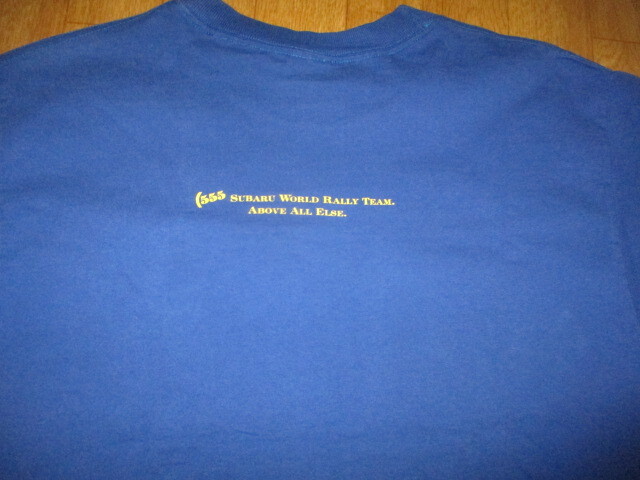 (555 SUBARU WORLD RALLY TEAM.
ABOVE ALL ELSE.